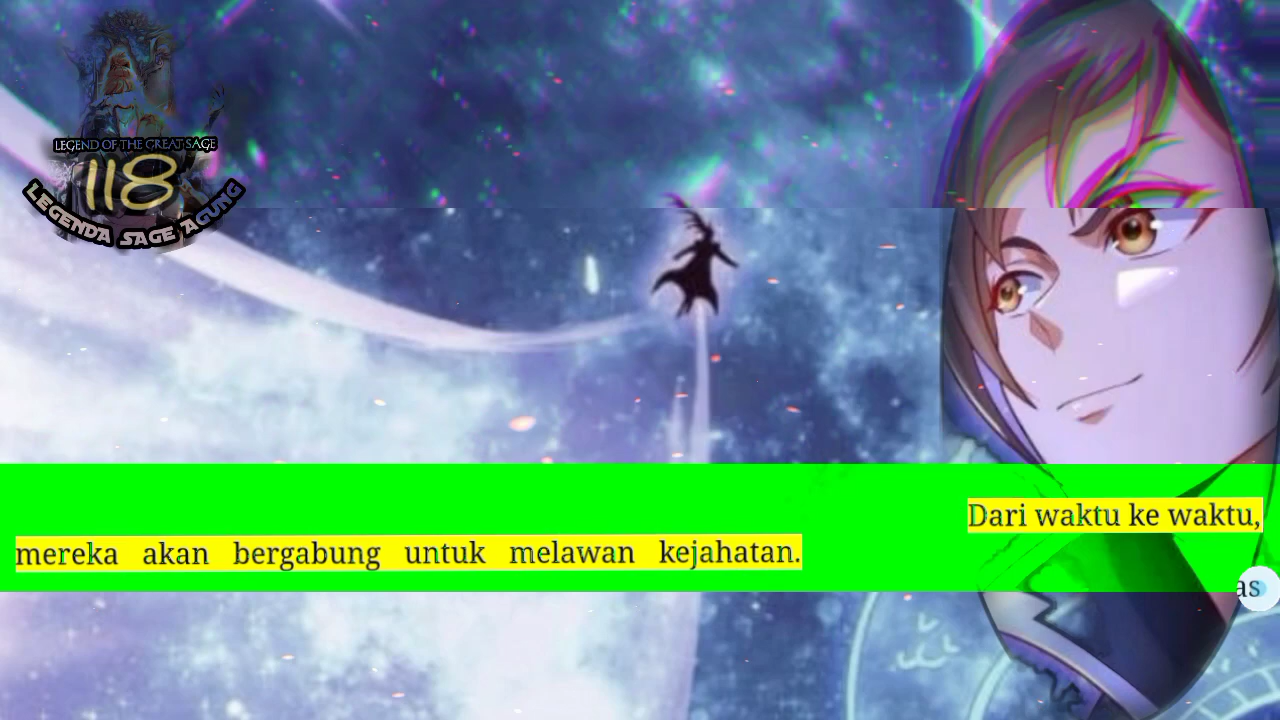 LEGEND OF THE GREAT SAGE
118
LEGENDA SAGE AGUNG
Dari waktu ke waktu,
mereka akan bergabung untuk melawan kejahatan.
as